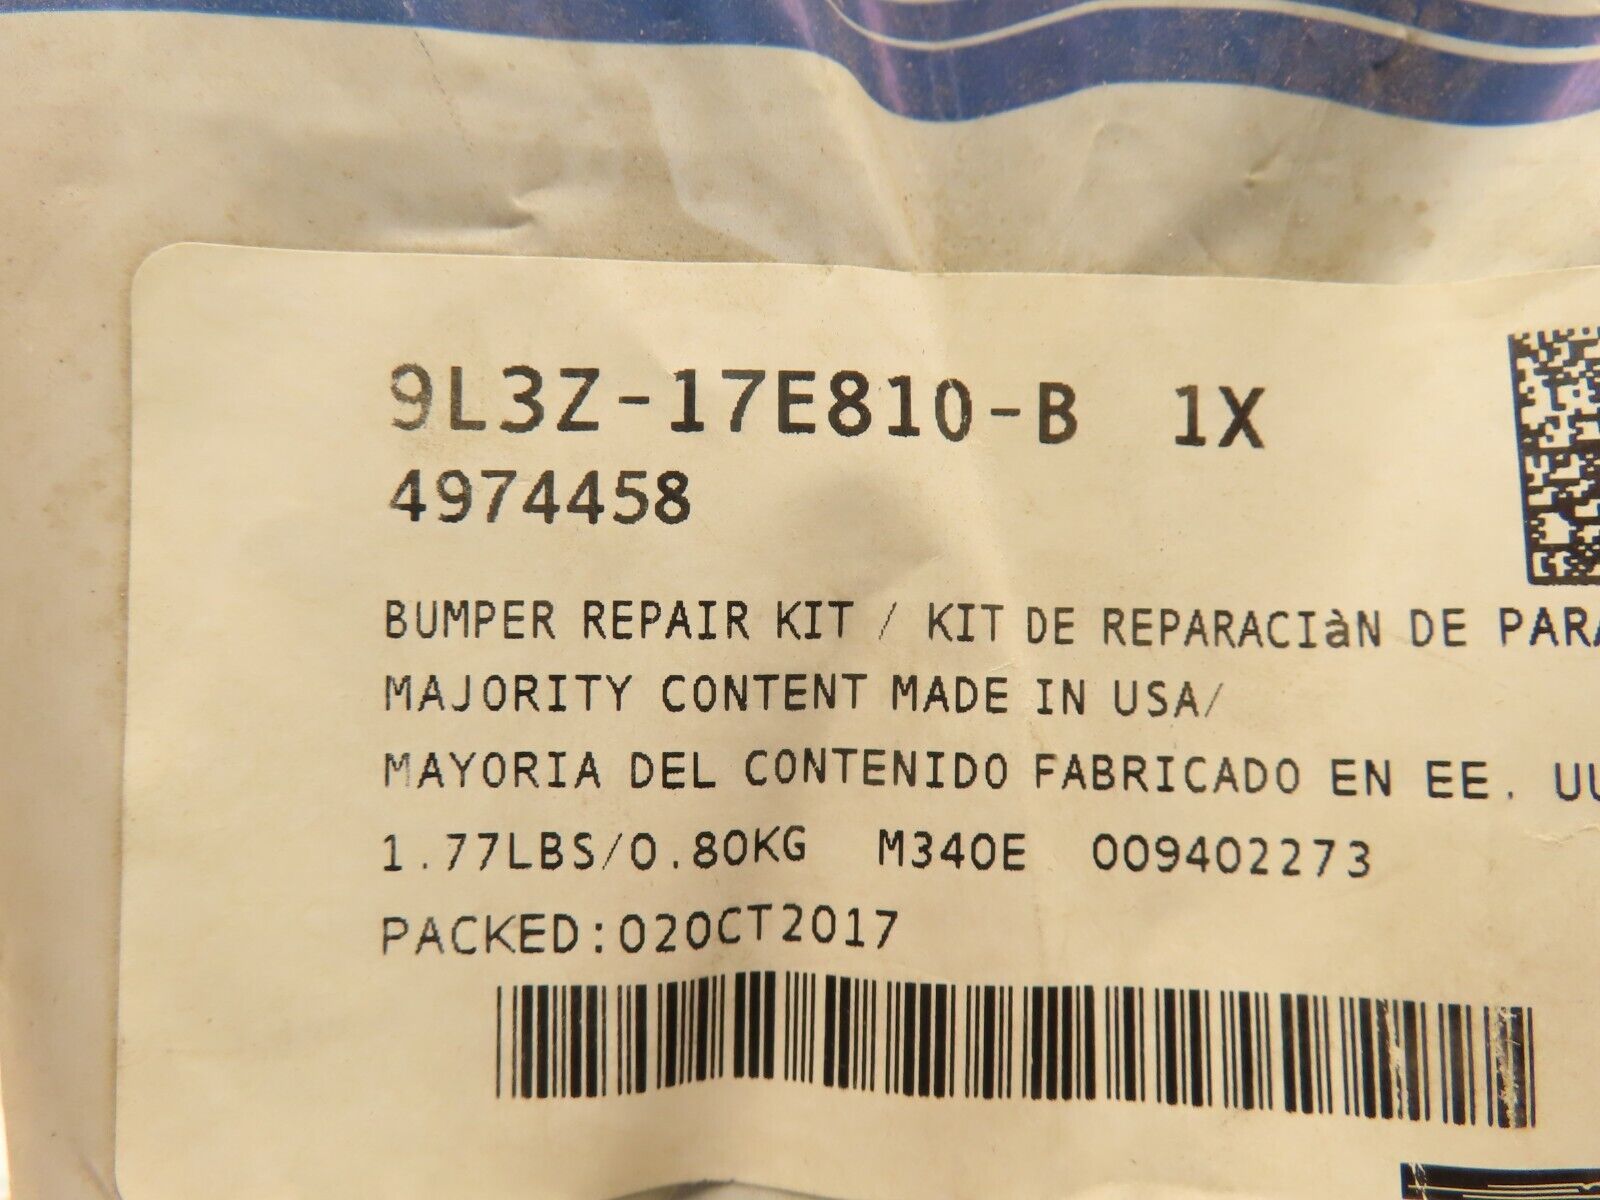 9L3Z-17E810-B 1X
4974458
BUMPER REPAIR KIT / KIT DE REPARACIàN DE PARA
MAJORITY CONTENT MADE IN USA/
MAYORIA DEL CONTENIDO FABRICADO EN EE. UU
1.77LBS/0.80KG M340E 009402273
PACKED:02OCT2017